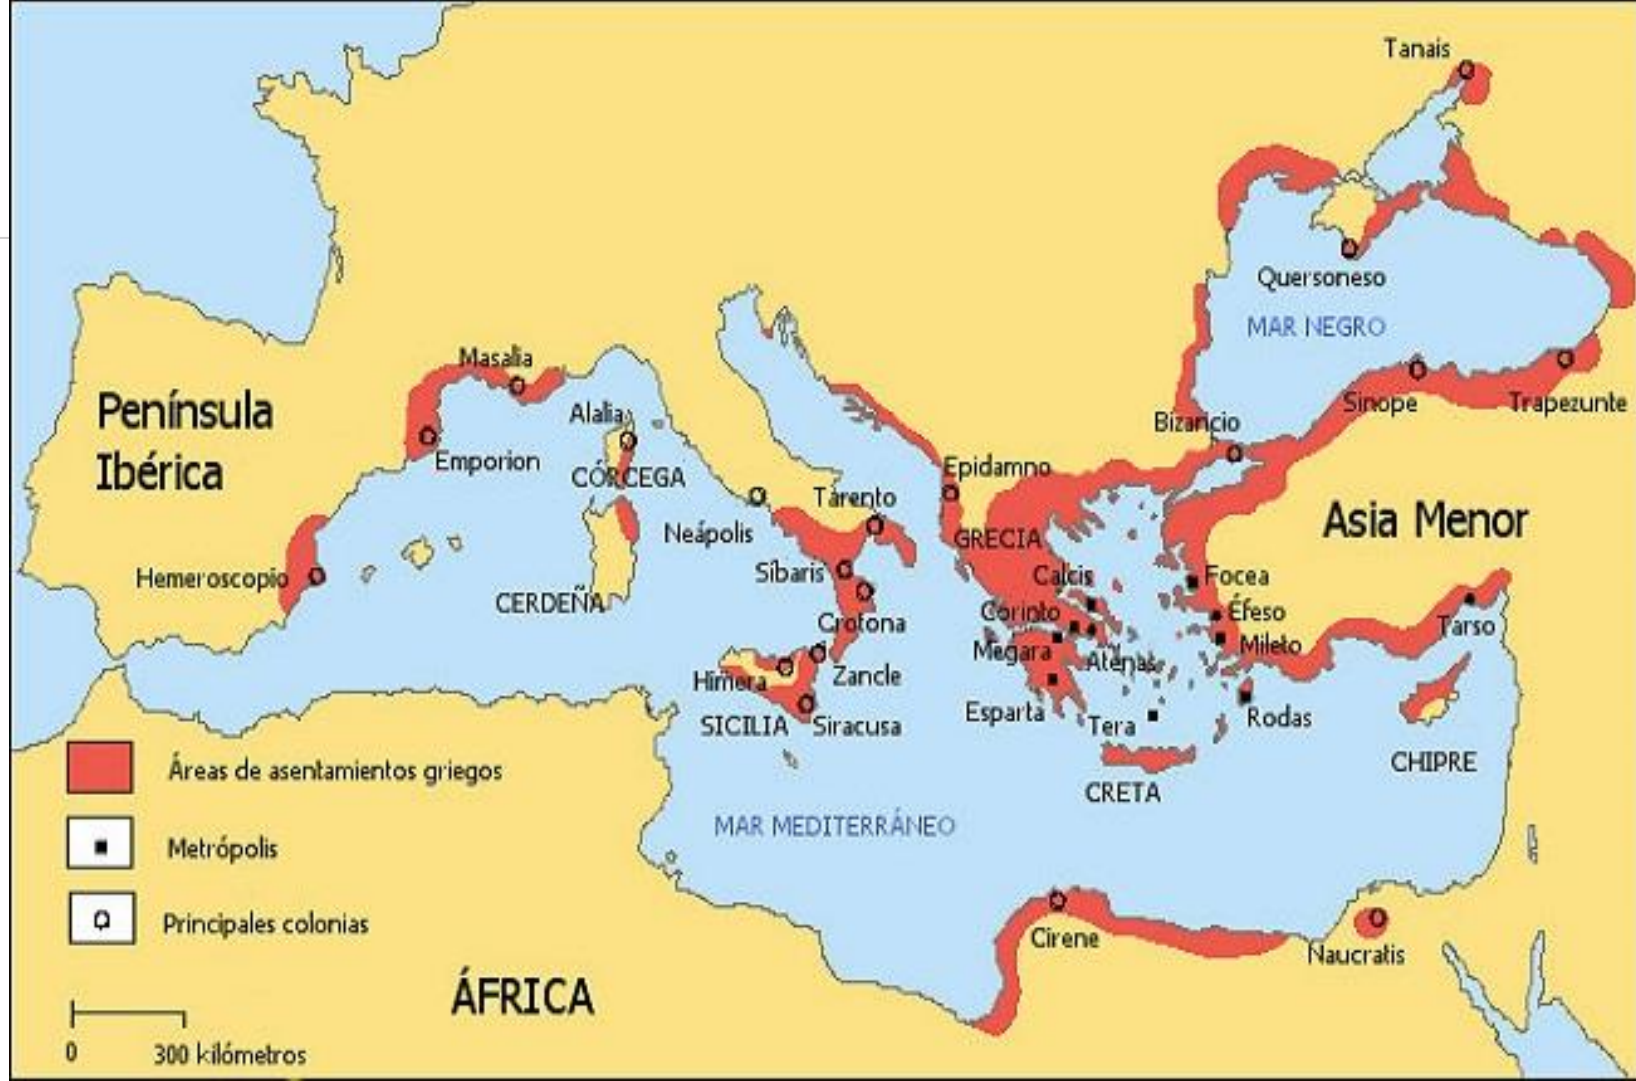 Tanais
Quersoneso
MAR NEGRO
Masalia
Península
Ibérica
Alalia
Emporion
CÓRCEGA
Sinope
Trapezunte
Bizancio
Epidamno
Tárento
Neápolis
GRECIA
Asia Menor
Hemeroscopio
Síbaris
Calcis
Focea
CERDEÑA
Corinto
Éfeso
Crotona
Megara
Atenas
Mileto
Tarso
Himera
Zancle
Esparta
Tera
Rodas
SICILIA
Siracusa
CHIPRE
CRETA
Áreas de asentamientos griegos
MAR MEDITERRÁNEO
Metrópolis
Principales colonias
Cirene
Naucratis
ÁFRICA
0 300 kilómetros